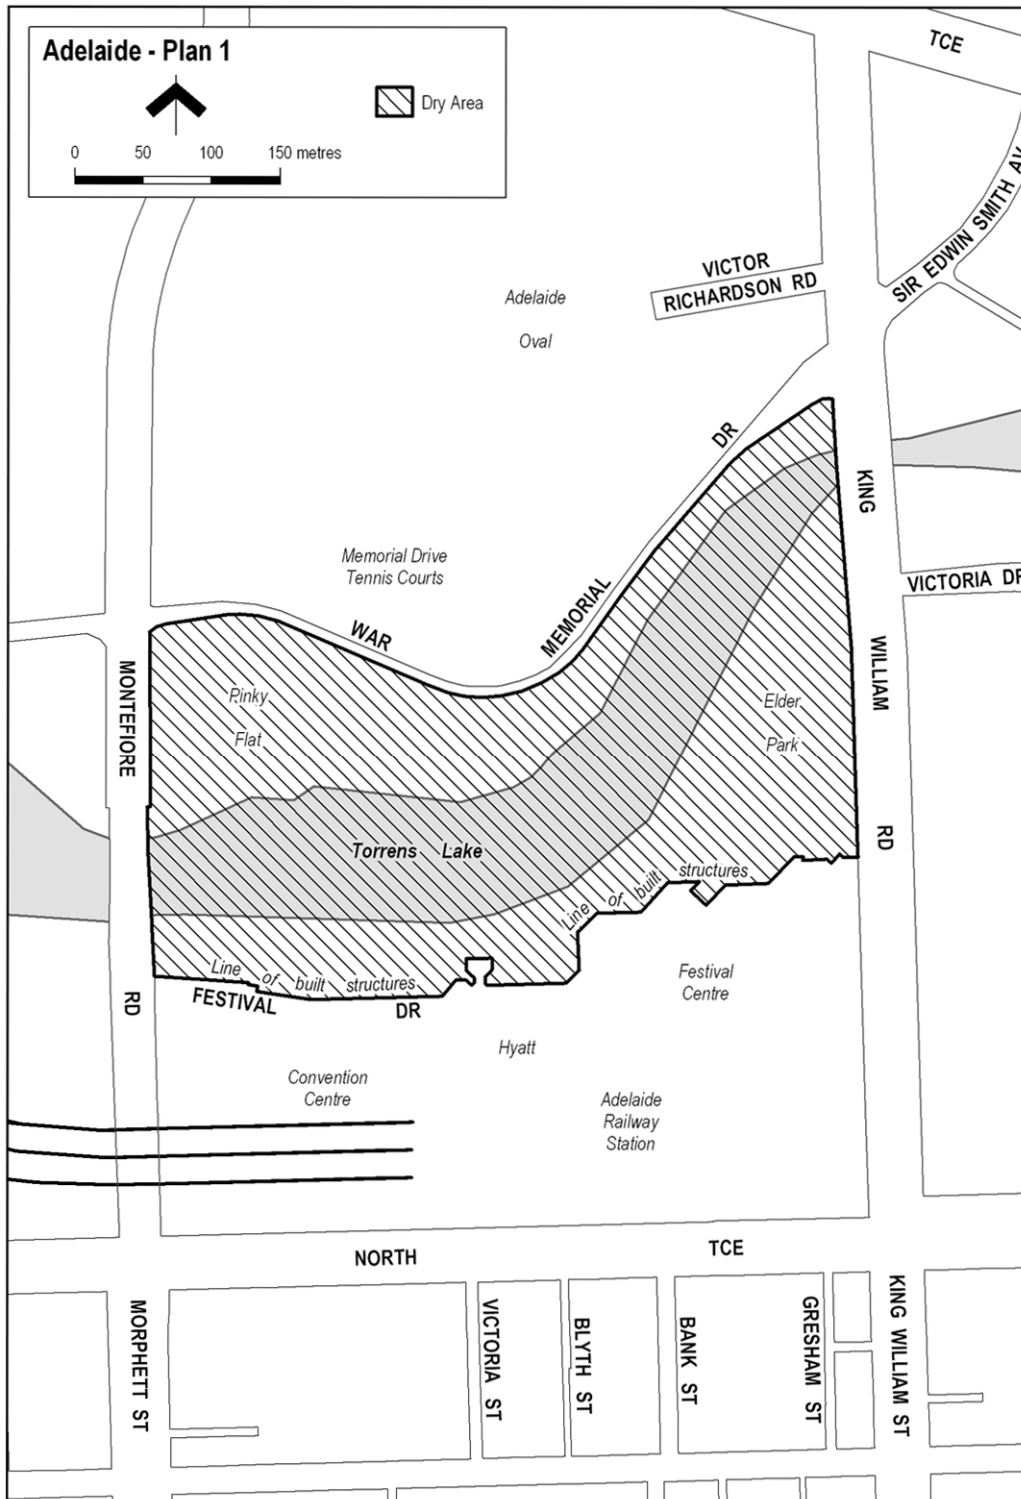 Adelaide - Plan 1
Dry Area
0 50 100 150 metres
TCE
SIR EDWIN SMITH AV
VICTOR
RICHARDSON RD
Adelaide
Oval
DR
KING
Memorial Drive
Tennis Courts
VICTORIA DR
MEMORIAL
WAR
WILLIAM
MONTEFIORE
Pinky
Flat
Elder
Park
RD
Torrens Lake
Line of built structures
Line of built structures
FESTIVAL
DR
RD
Festival
Centre
Hyatt
Convention
Centre
Adelaide
Railway
Station
NORTH
TCE
MORPHETT ST
VICTORIA ST
BLYTH ST
BANK ST
GRESHAM ST
KING WILLIAM ST